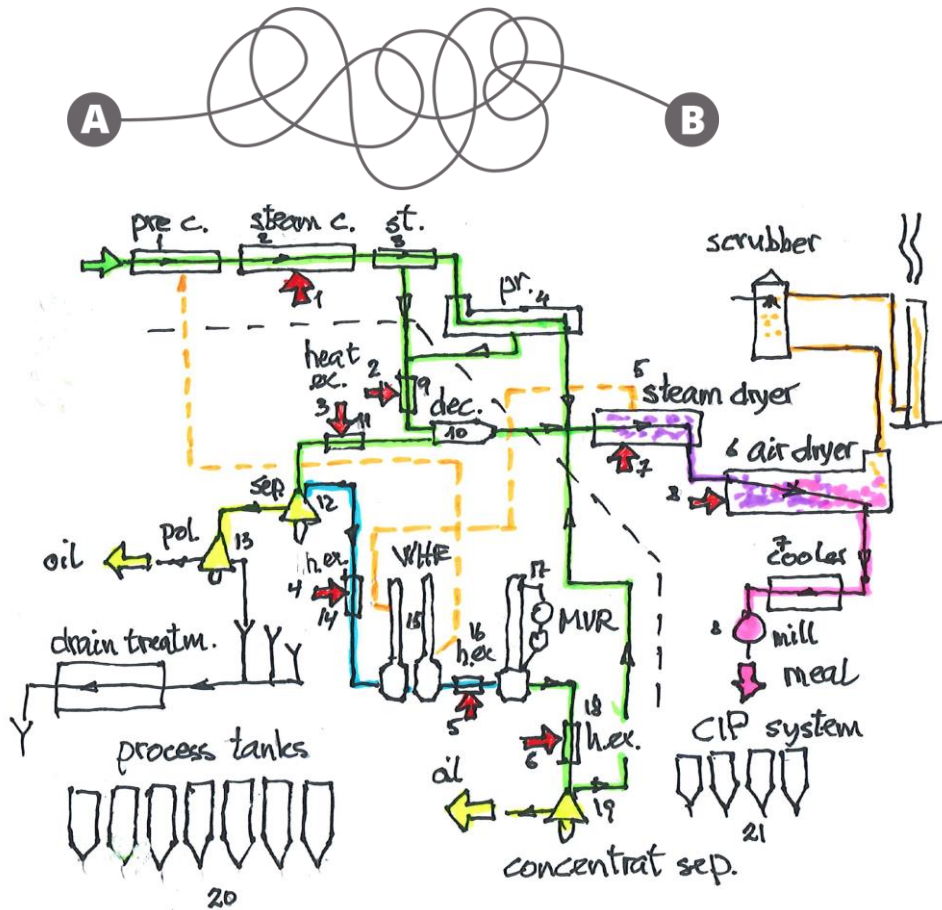 A B
pre c. steam c. st.
1 2 3
scrubber
1
pr. 4
heat
ex.
2 9
5
steam dryer
3 11
dec.
10
7
6 air dryer
8
sep.
12
pol.
13
oil
h.ex.
4
14
WHE
15
16
h.ex
5
17
MVR
7
cooler
8
mill
meal
drain treatm.
18
h.ex.
6
CIP system
process tanks
oil
19
21
concentrat sep.
20